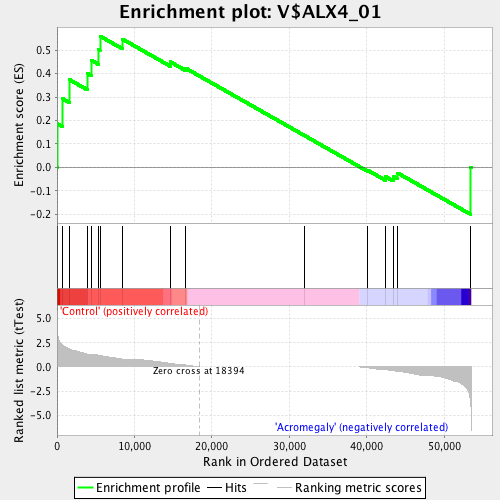 Enrichment plot: V$ALX4_01
Enrichment score (ES)
0.5
0.4
0.3
0.2
0.1
0.0
-0.1
-0.2
'Control' (positively correlated)
Ranked list metric (tTest)
5.0
2.5
0.0
-2.5
-5.0
Zero cross at 18394
'Acromegaly' (negatively correlated)
0 10,000 20,000 30,000 40,000 50,000
Rank in Ordered Dataset
Enrichment profile Hits Ranking metric scores